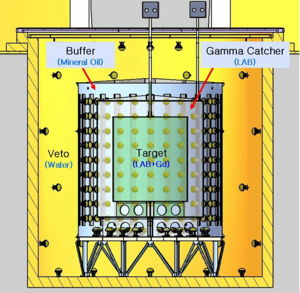 Buffer
(Mineral Oil)
Gamma Catcher
(LAB)
Veto
(Water)
Target
(LAB+Gd)